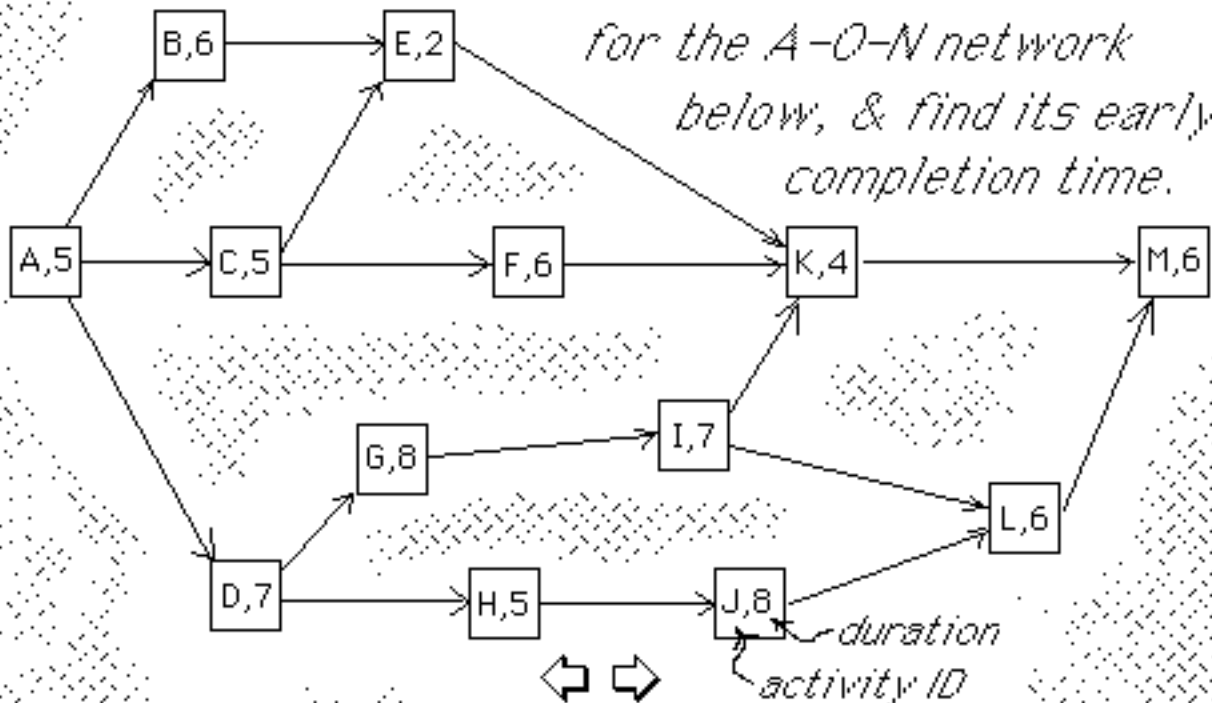 for the A-O-N network
below, & find its early
completion time.
B,6
E,2
A,5
C,5
F,6
K,4
M,6
G,8
I,7
L,6
D,7
H,5
J,8
duration
activity ID